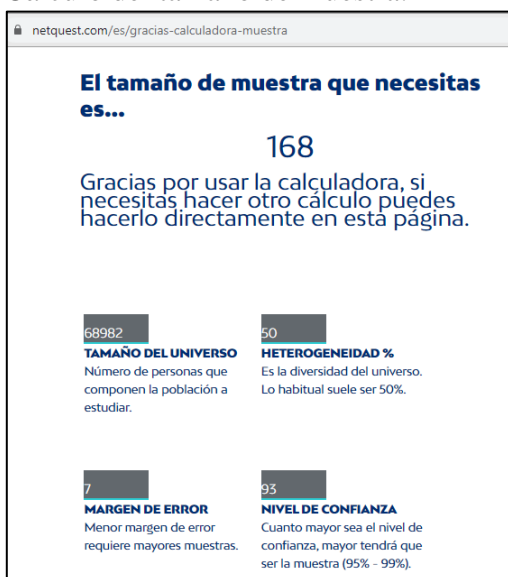 netquest.com/es/gracias-calculadora-muestra
El tamaño de muestra que necesitas
es...
168
Gracias por usar la calculadora, si
necesitas hacer otro cálculo puedes
hacerlo directamente en esta página.
68982
TAMAÑO DEL UNIVERSO
Número de personas que
componen la población a
estudiar.
50
HETEROGENEIDAD %
Es la diversidad del universo.
Lo habitual suele ser 50%.
7
MARGEN DE ERROR
Menor margen de error
requiere mayores muestras.
93
NIVEL DE CONFIANZA
Cuanto mayor sea el nivel de
confianza, mayor tendrá que
ser la muestra (95% - 99%).